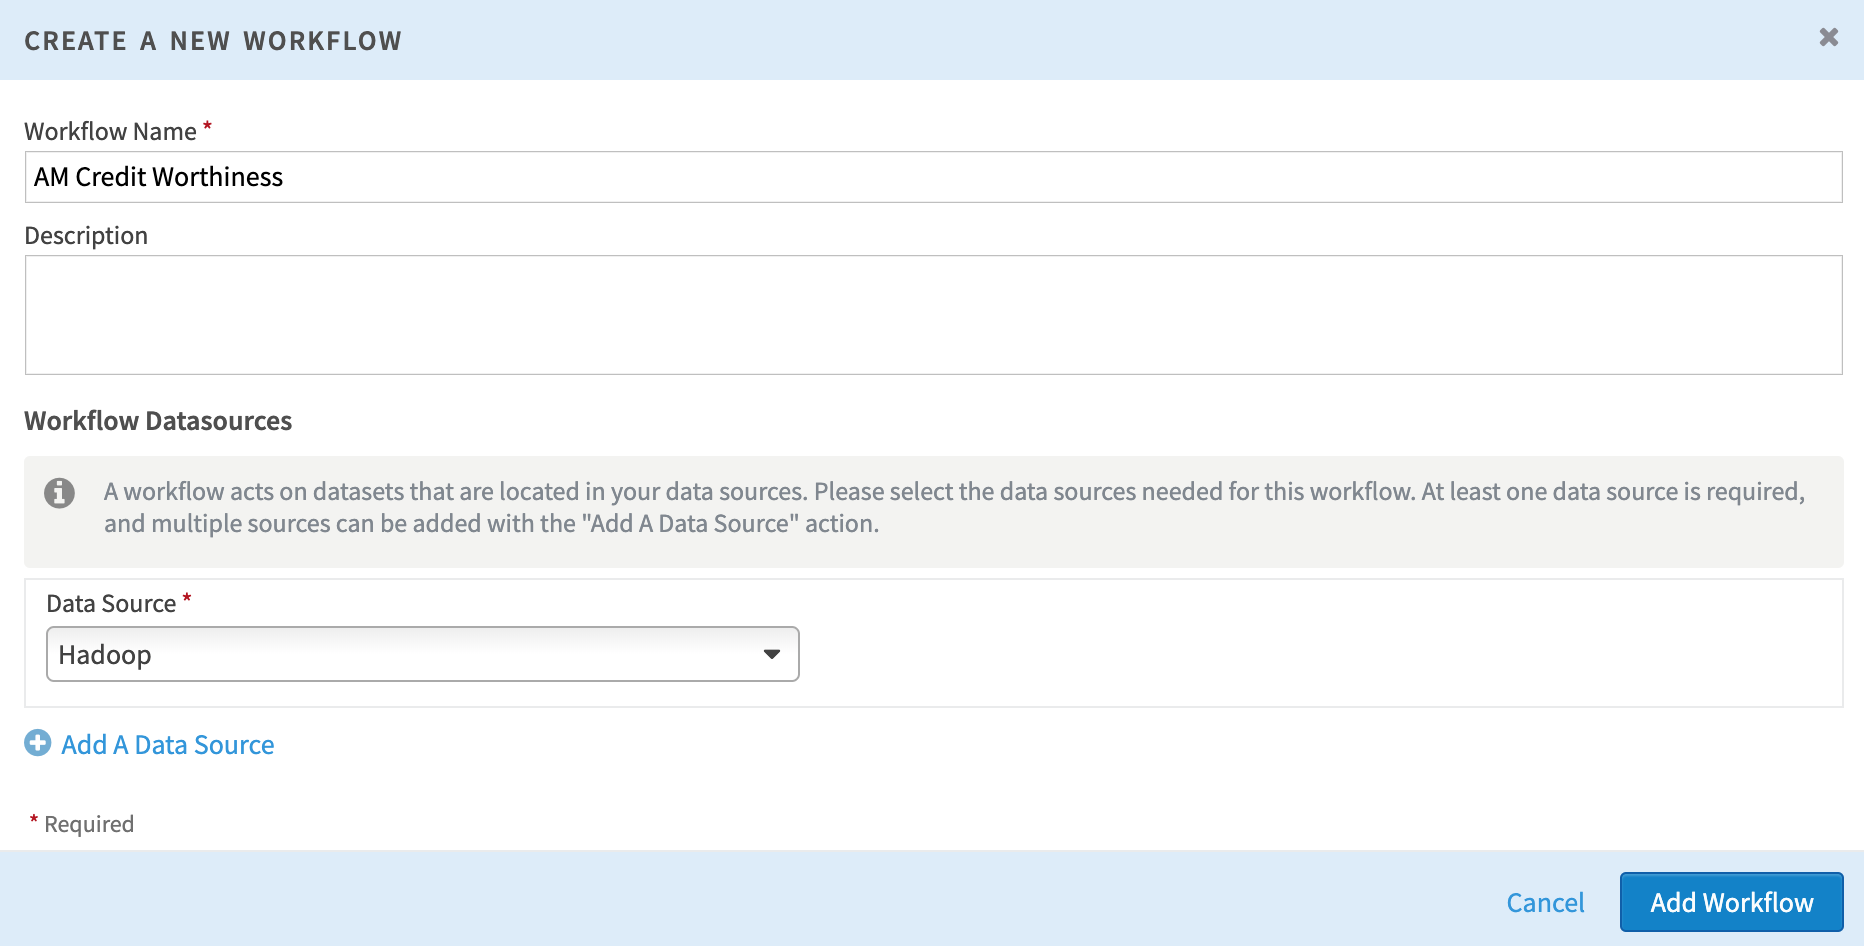 CREATE A NEW WORKFLOW
Workflow Name *
AM Credit Worthiness
Description
Workflow Datasources
A workflow acts on datasets that are located in your data sources. Please select the data sources needed for this workflow. At least one data source is required,
and multiple sources can be added with the "Add A Data Source" action.
Data Source *
Hadoop
Add A Data Source
* Required
Cancel
Add Workflow